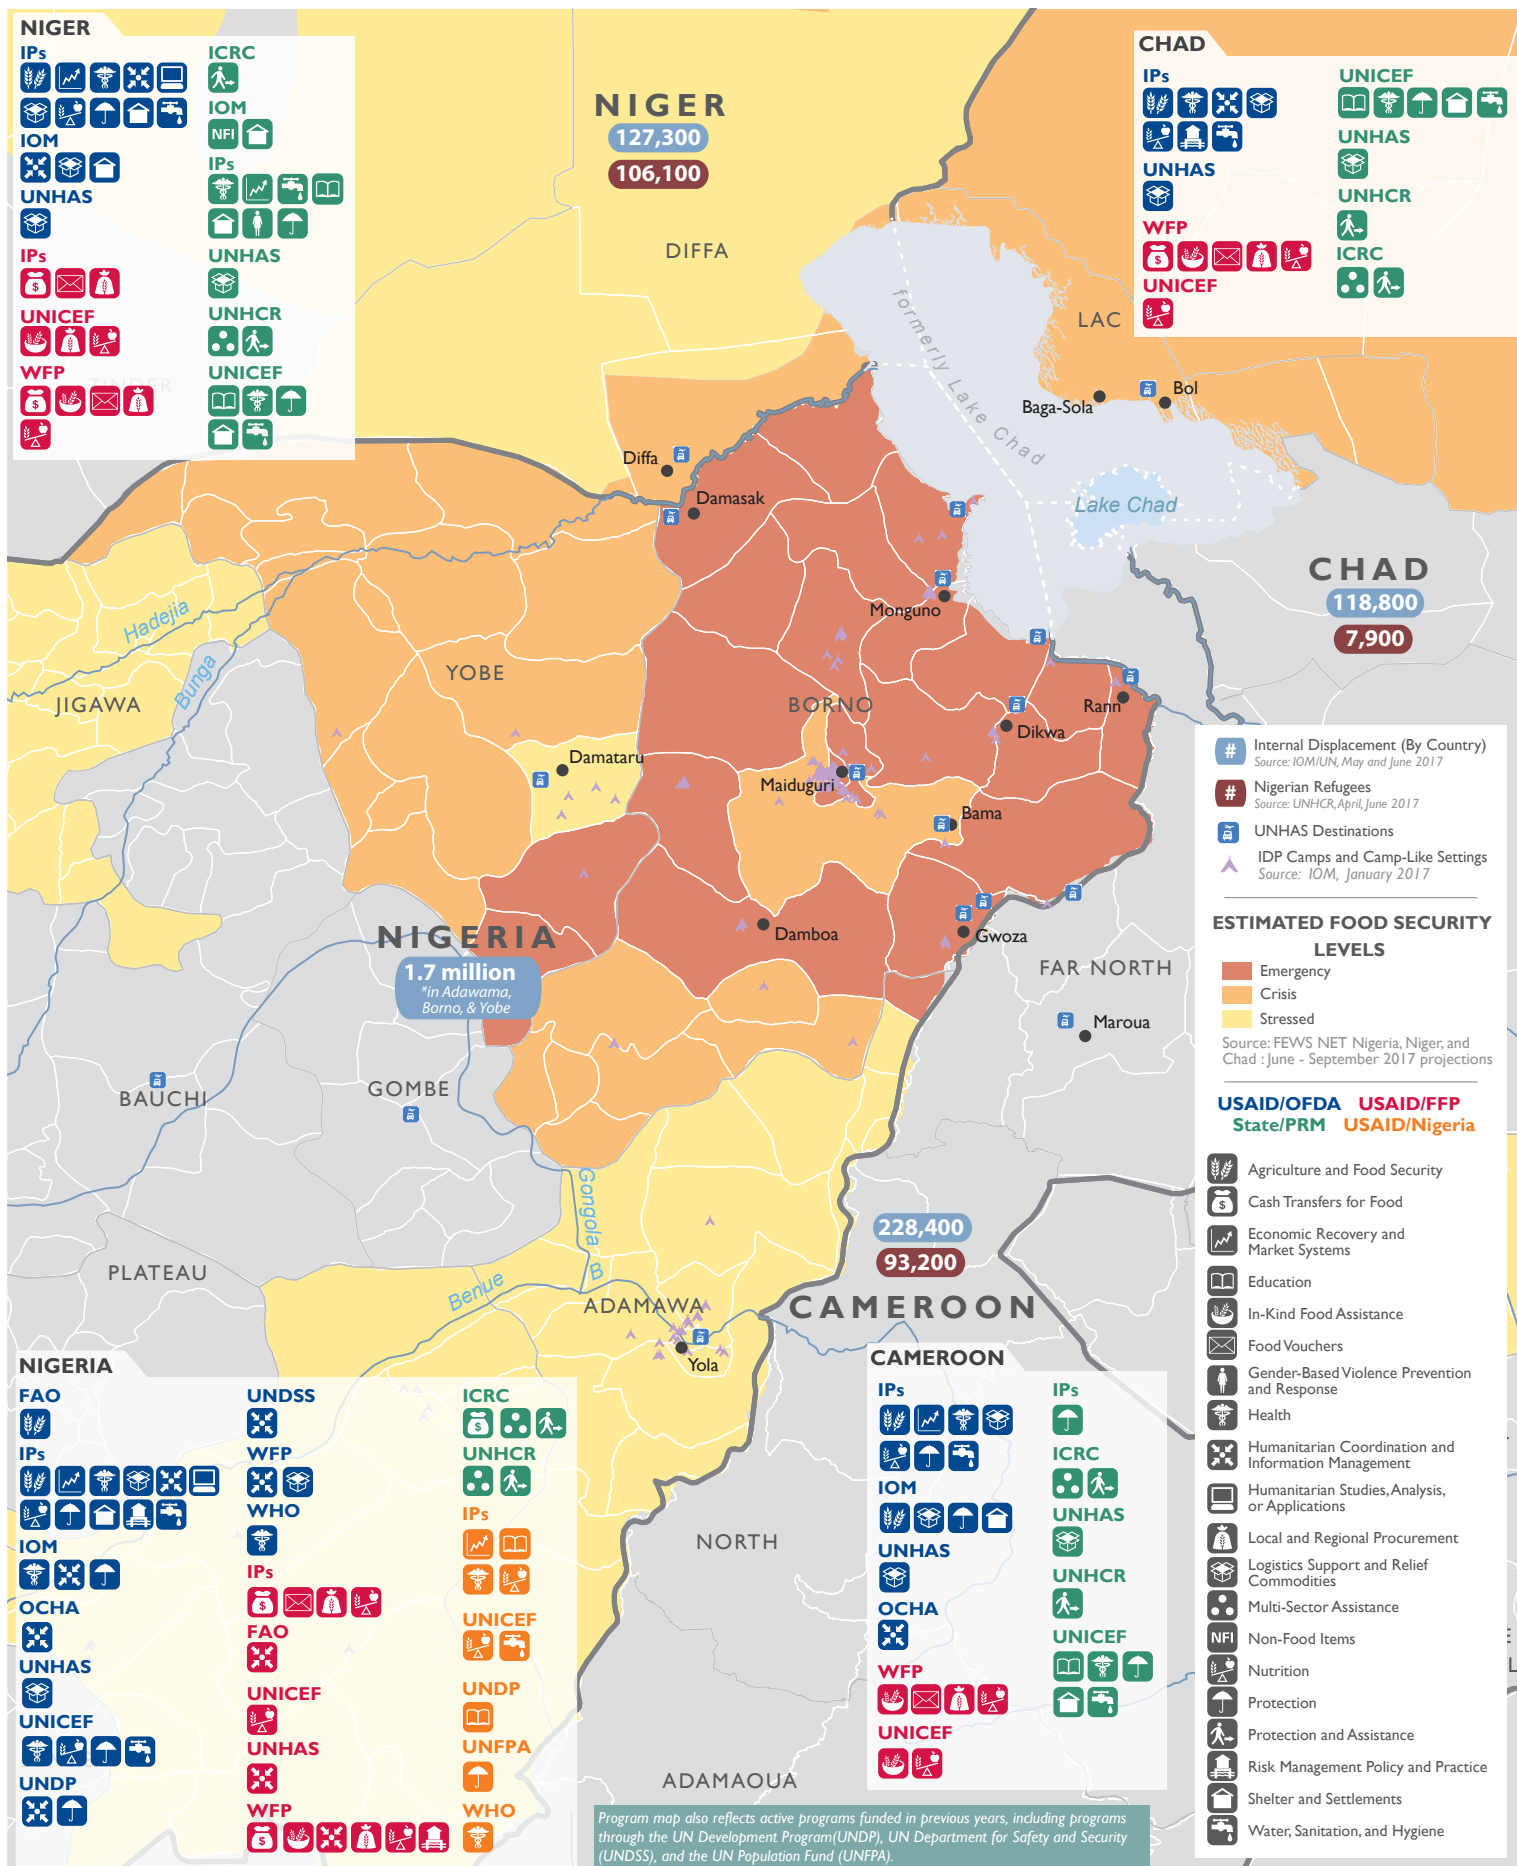 NIGER
IPs
IOM
UNHAS
IPs
UNICEF
WFP
ICRC
IOM
NFI
IPs
UNHAS
UNHCR
UNICEF
ZINDER
NIGER
127,300
106,100
DIFFA
CHAD
IPs
UNHAS
WFP
UNICEF
UNICEF
UNHAS
UNHCR
ICRC
LAC
formerly Lake Chad
Baga-Sola
Bol
Lake Chad
Diffa
Damasak
Monguno
CHAD
118,800
7,900
Hadejia
Bunga
JIGAWA
YOBE
BORNO
Rann
Dikwa
Damataru
Maiduguri
Bama
Damboa
Gwoza
NIGERIA
1.7 million
*in Adawama,
Borno, & Yobe
FAR NORTH
Maroua
BAUCHI
GOMBE
Gongola
PLATEAU
Benue
B
ADAMAWA
Yola
228,400
93,200
CAMEROON
NORTH
ADAMAOUA
# Internal Displacement (By Country)
Source: IOM/UN, May and June 2017
# Nigerian Refugees
Source: UNHCR, April, June 2017
UNHAS Destinations
IDP Camps and Camp-Like Settings
Source: IOM, January 2017
ESTIMATED FOOD SECURITY
LEVELS
Emergency
Crisis
Stressed
Source: FEWS NET Nigeria, Niger, and
Chad : June - September 2017 projections
USAID/OFDA USAID/FFP
State/PRM USAID/Nigeria
Agriculture and Food Security
Cash Transfers for Food
Economic Recovery and
Market Systems
Education
In-Kind Food Assistance
Food Vouchers
Gender-Based Violence Prevention
and Response
Health
Humanitarian Coordination and
Information Management
Humanitarian Studies, Analysis,
or Applications
Local and Regional Procurement
Logistics Support and Relief
Commodities
Multi-Sector Assistance
NFI Non-Food Items
Nutrition
Protection
Protection and Assistance
Risk Management Policy and Practice
Shelter and Settlements
Water, Sanitation, and Hygiene
NIGERIA
FAO
IPs
IOM
OCHA
UNHAS
UNICEF
UNDP
UNDSS
WFP
WHO
IPs
FAO
UNICEF
UNHAS
WFP
ICRC
UNHCR
IPs
UNICEF
UNDP
UNFPA
WHO
CAMEROON
IPs
IOM
UNHAS
OCHA
WFP
UNICEF
IPs
ICRC
UNHAS
UNHCR
UNICEF
Program map also reflects active programs funded in previous years, including programs
through the UN Development Program(UNDP), UN Department for Safety and Security
(UNDSS), and the UN Population Fund (UNFPA).